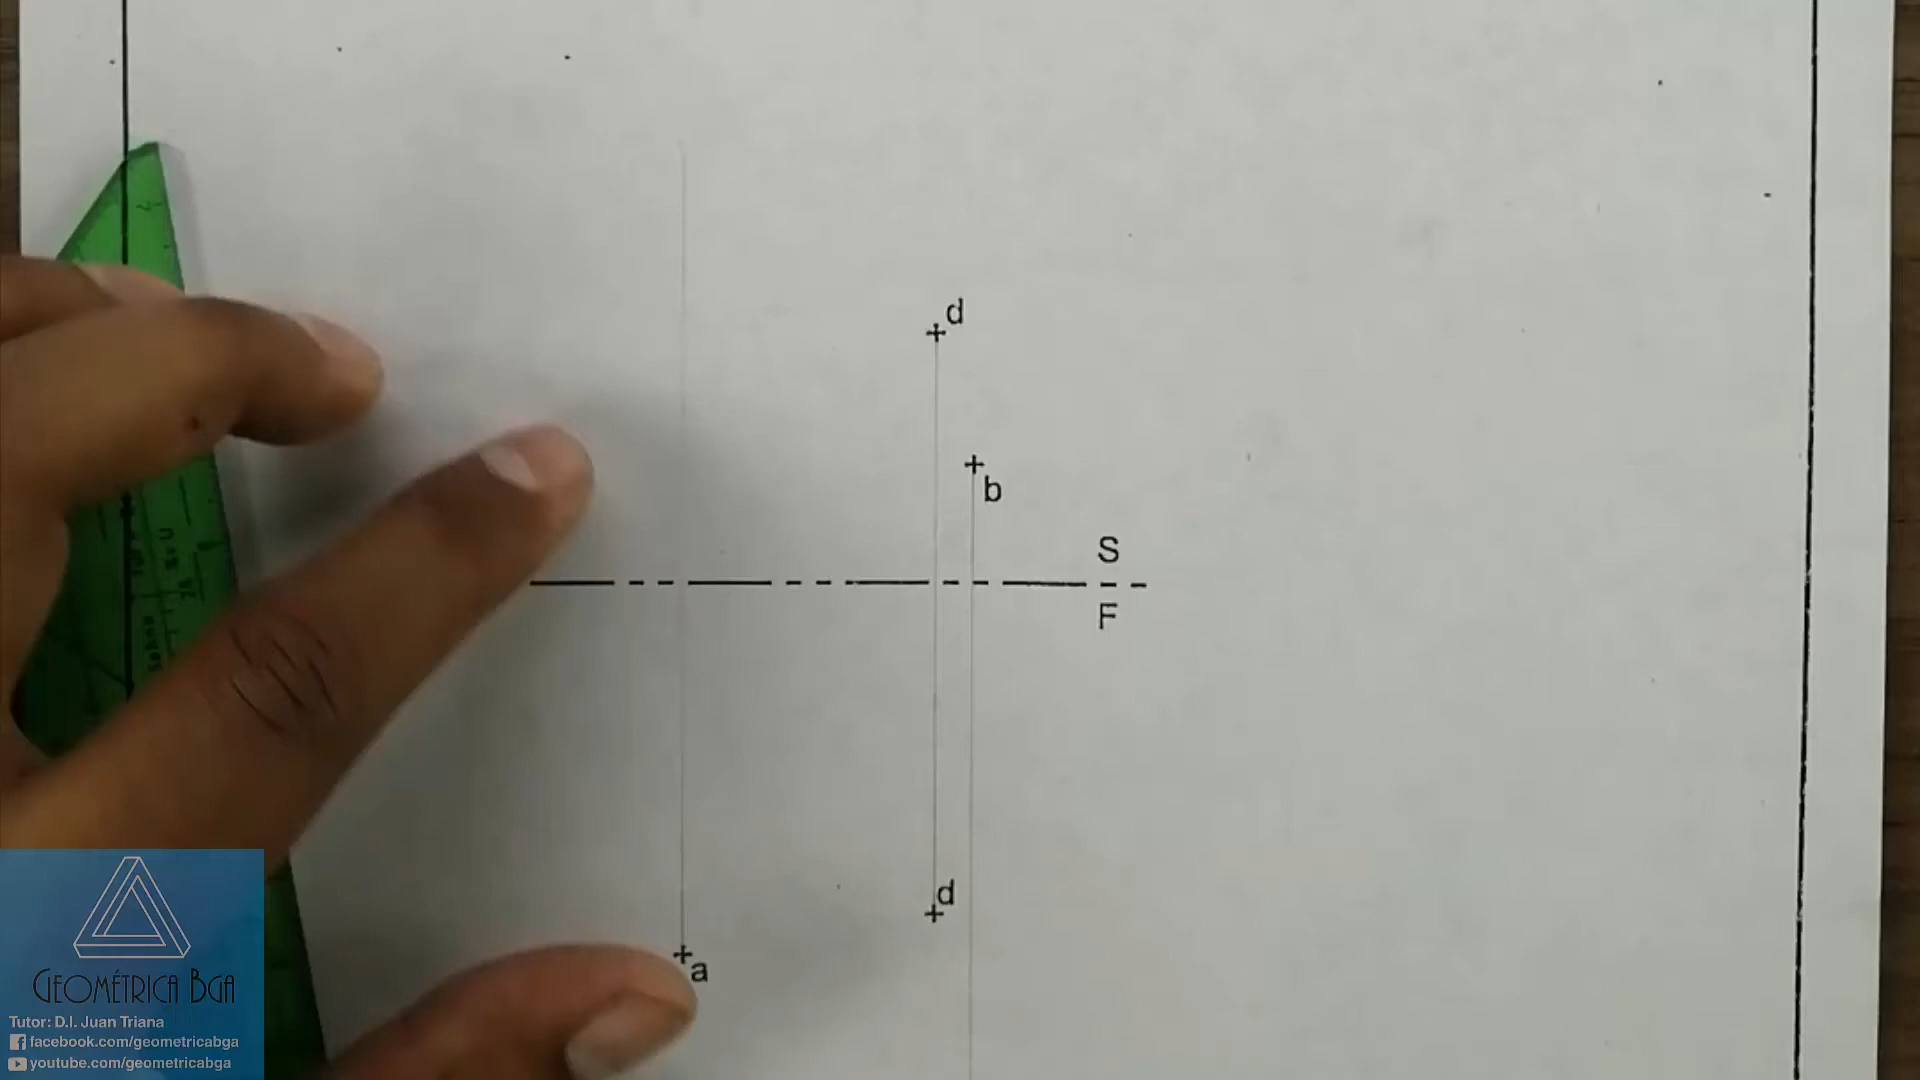 d
b
S
F
d
a
GEOMÉTRICA BGA
Tutor: D.I. Juan Triana
facebook.com/geometricabga
youtube.com/geometricabga